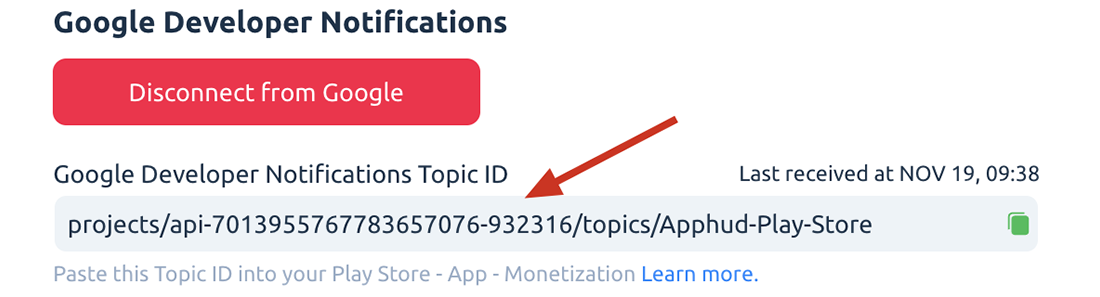 Google Developer Notifications
Disconnect from Google
Google Developer Notifications Topic ID
Last received at NOV 19, 09:38
projects/api-7013955767783657076-932316/topics/Apphud-Play-Store
Paste this Topic ID into your Play Store - App - Monetization Learn more.